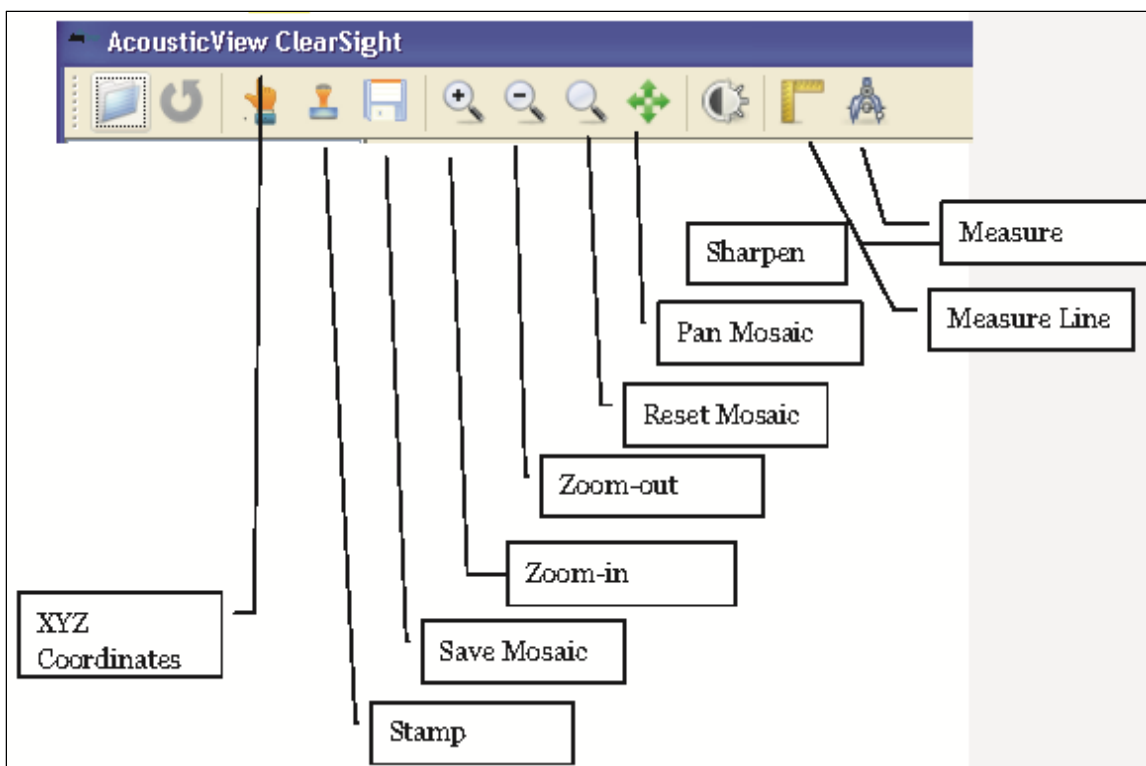 AcousticView ClearSight
Measure
Sharpen
Measure Line
Pan Mosaic
Reset Mosaic
Zoom-out
Zoom-in
XYZ
Coordinates
Save Mosaic
Stamp